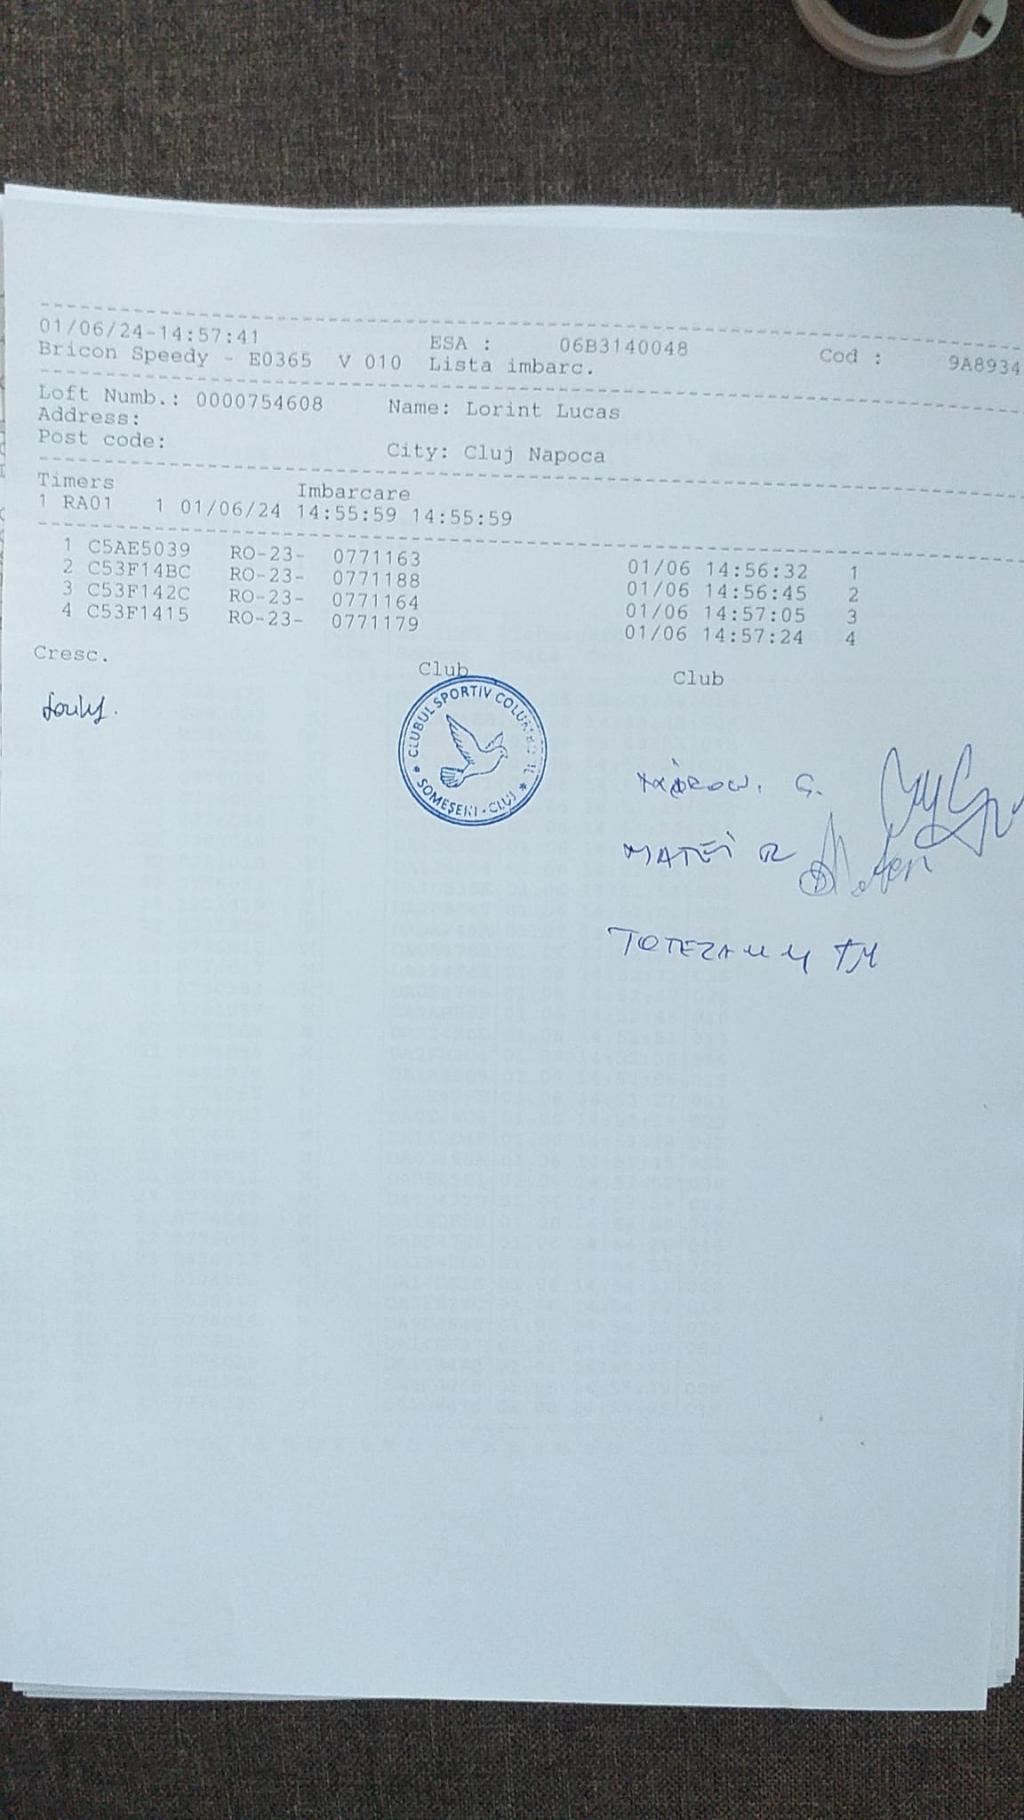 01/06/24-14:57:41 ESA : 06B3140048 Cod : 9A8934
Bricon Speedy - E0365 V 010 Lista imbarc.
Loft Numb.: 0000754608 Name: Lorint Lucas
Address:
Post code: City: Cluj Napoca
Timers Imbarcare
1 RA01 1 01/06/24 14:55:59 14:55:59
1 C5AE5039 RO-23- 0771163 01/06 14:56:32 1
2 C53F14BC RO-23- 0771188 01/06 14:56:45 2
3 C53F142C RO-23- 0771164 01/06 14:57:05 3
4 C53F1415 RO-23- 0771179 01/06 14:57:24 4
Cresc. Club Club
CLUBUL SPORTIV COLUMBOFIL
SOMEȘENI - CLUJ
MATEI R